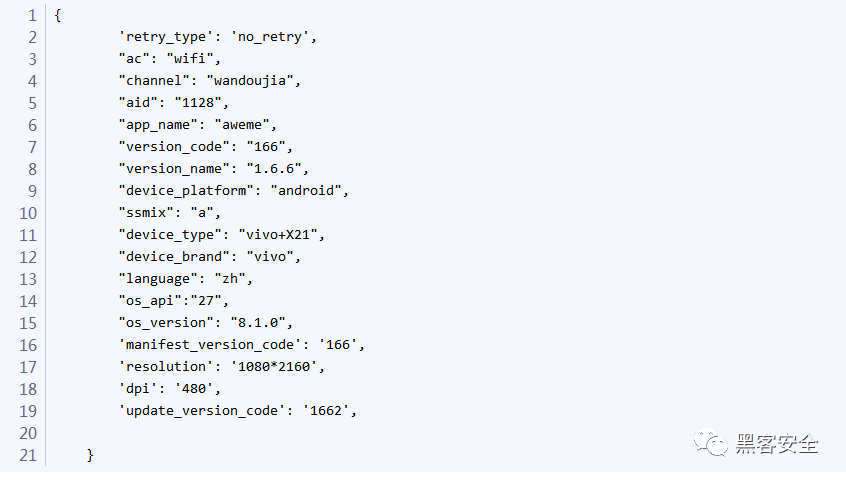 1 {
2 'retry_type': 'no_retry',
3 "ac": "wifi",
4 "channel": "wandoujia",
5 "aid": "1128",
6 "app_name": "aweme",
7 "version_code": "166",
8 "version_name": "1.6.6",
9 "device_platform": "android",
10 "ssmix": "a",
11 "device_type": "vivo+X21",
12 "device_brand": "vivo",
13 "language": "zh",
14 "os_api":"27",
15 "os_version": "8.1.0",
16 'manifest_version_code': '166',
17 'resolution': '1080*2160',
18 'dpi': '480',
19 'update_version_code': '1662',
20
21 }
黑客安全